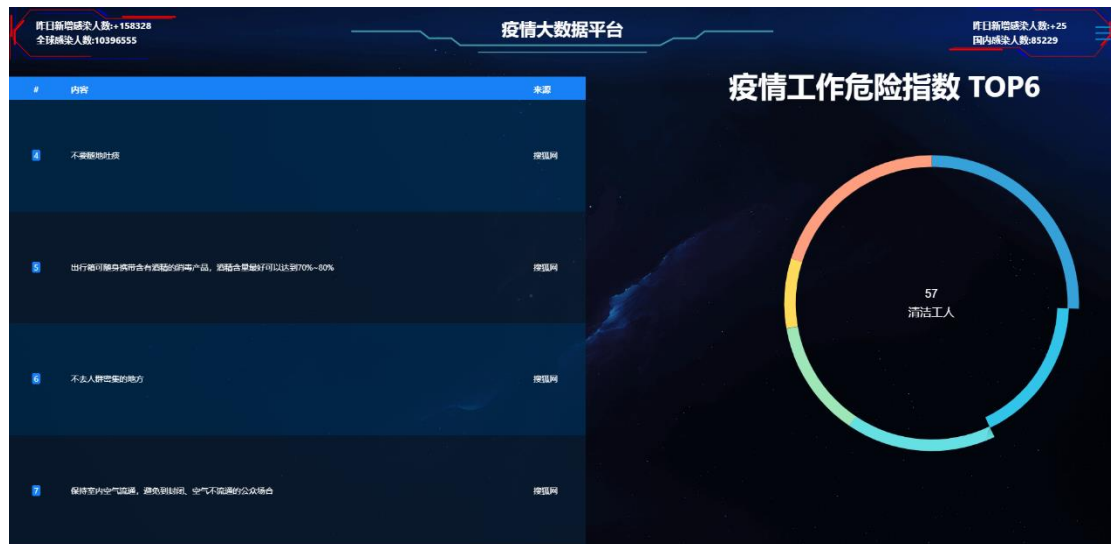 昨日新增感染人数:+158328
全球感染人数:10396555
疫情大数据平台
昨日新增感染人数:+25
国内感染人数:85229
# 内容 来源
4 不要随地吐痰 搜狐网
5 出行箱可随身携带含有酒精的消毒产品，酒精含量最好可以达到70%~80% 搜狐网
6 不去人群密集的地方 搜狐网
7 保持室内空气流通，避免到封闭、空气不流通的公众场合 搜狐网
疫情工作危险指数 TOP6
57
清洁工人